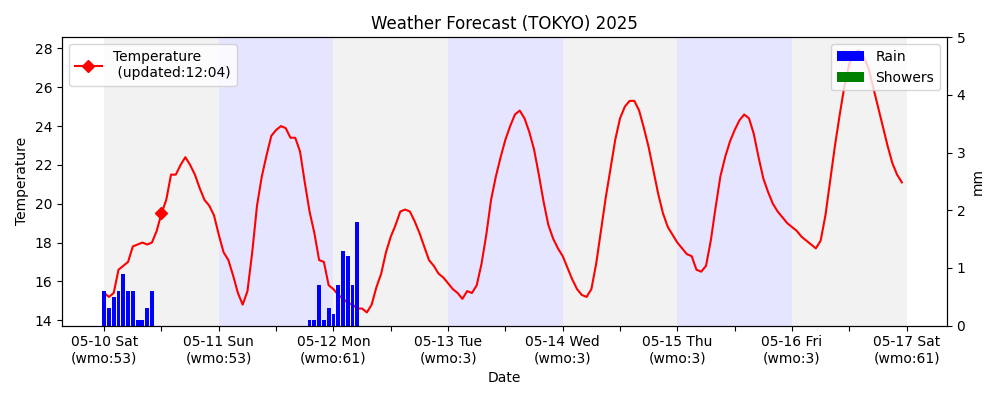 Weather Forecast (TOKYO) 2025
Temperature
(updated:12:04)
Rain
Showers
Temperature
28
26
24
22
20
18
16
14
5
4
3
2
1
0
mm
05-10 Sat 05-11 Sun 05-12 Mon 05-13 Tue 05-14 Wed 05-15 Thu 05-16 Fri 05-17 Sat
(wmo:53) (wmo:53) (wmo:61) (wmo:3) (wmo:3) (wmo:3) (wmo:3) (wmo:61)
Date